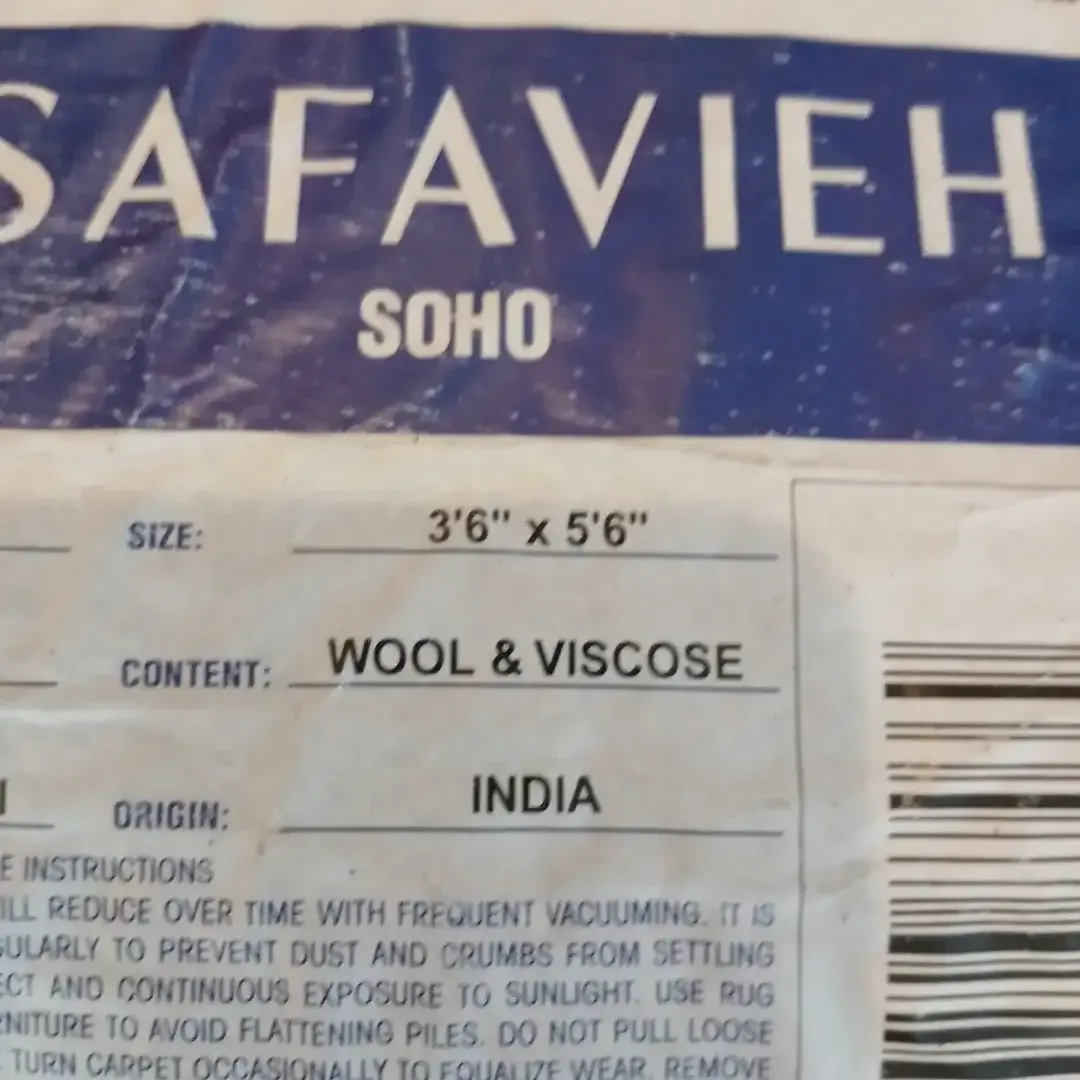 SAFAVIEH
SOHO
SIZE: 3'6" x 5'6"
CONTENT: WOOL & VISCOSE
ORIGIN: INDIA
INSTRUCTIONS
REDUCE OVER TIME WITH FREQUENT VACUUMING. IT IS
TO PREVENT DUST AND CRUMBS FROM SETTLING
AND CONTINUOUS EXPOSURE TO SUNLIGHT. USE RUG
TO AVOID FLATTENING PILES. DO NOT PULL LOOSE
TURN CARPET OCCASIONALLY TO EQUALIZE WEAR. REMOVE